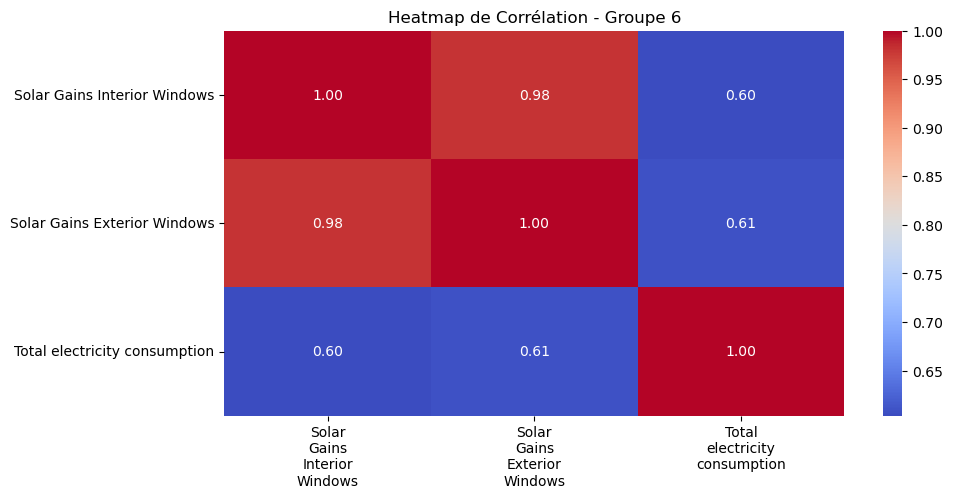 Heatmap de Corrélation - Groupe 6
Solar Gains Interior Windows
1.00
0.98
0.60
Solar Gains Exterior Windows
0.98
1.00
0.61
Total electricity consumption
0.60
0.61
1.00
Solar
Gains
Interior
Windows
Solar
Gains
Exterior
Windows
Total
electricity
consumption
1.00
0.95
0.90
0.85
0.80
0.75
0.70
0.65